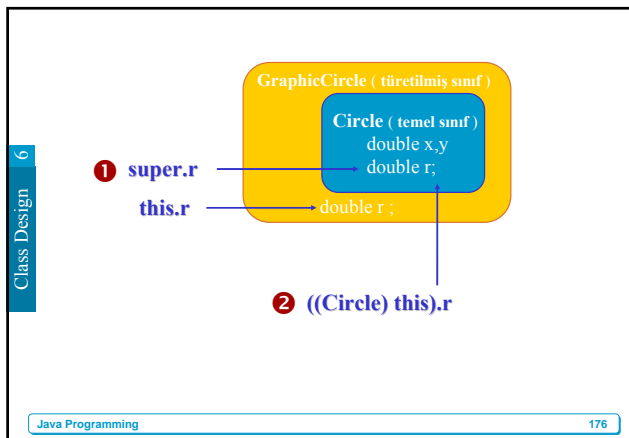 GraphicCircle ( türetilmiş sınıf )
Circle ( temel sınıf )
double x,y
❶ super.r
double r;
this.r
double r ;
❷ ((Circle) this).r
Class Design 6
Java Programming 176